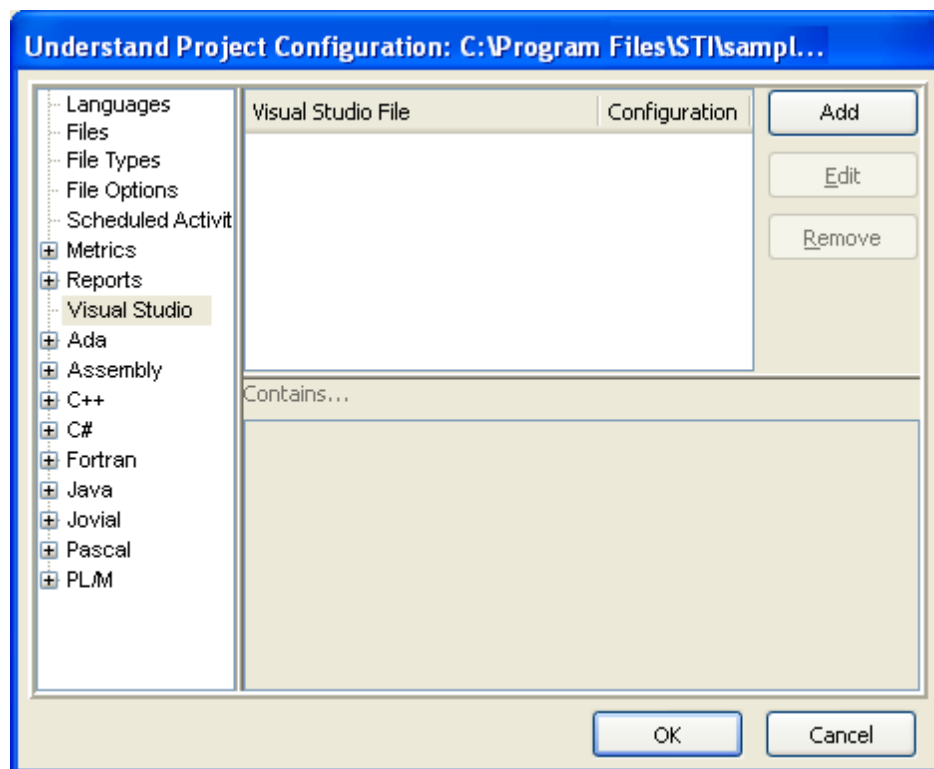 Understand Project Configuration: C:\Program Files\STI\sampl...
Languages
Files
File Types
File Options
Scheduled Activit
Metrics
Reports
Visual Studio
Ada
Assembly
C++
C#
Fortran
Java
Jovial
Pascal
PL/M
Visual Studio File
Configuration
Add
Edit
Remove
Contains...
OK
Cancel